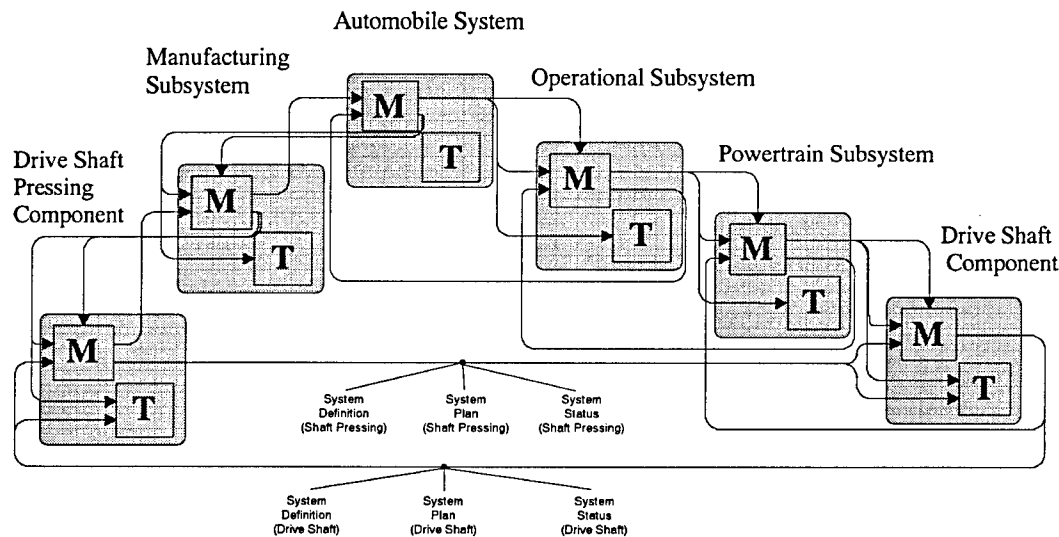 Automobile System
Manufacturing
Subsystem
Operational Subsystem
Drive Shaft
Pressing
Component
Powertrain Subsystem
Drive Shaft
Component
M
T
M
T
M
T
M
T
M
T
M
T
System
Definition
(Shaft Pressing)
System
Plan
(Shaft Pressing)
System
Status
(Shaft Pressing)
System
Definition
(Drive Shaft)
System
Plan
(Drive Shaft)
System
Status
(Drive Shaft)